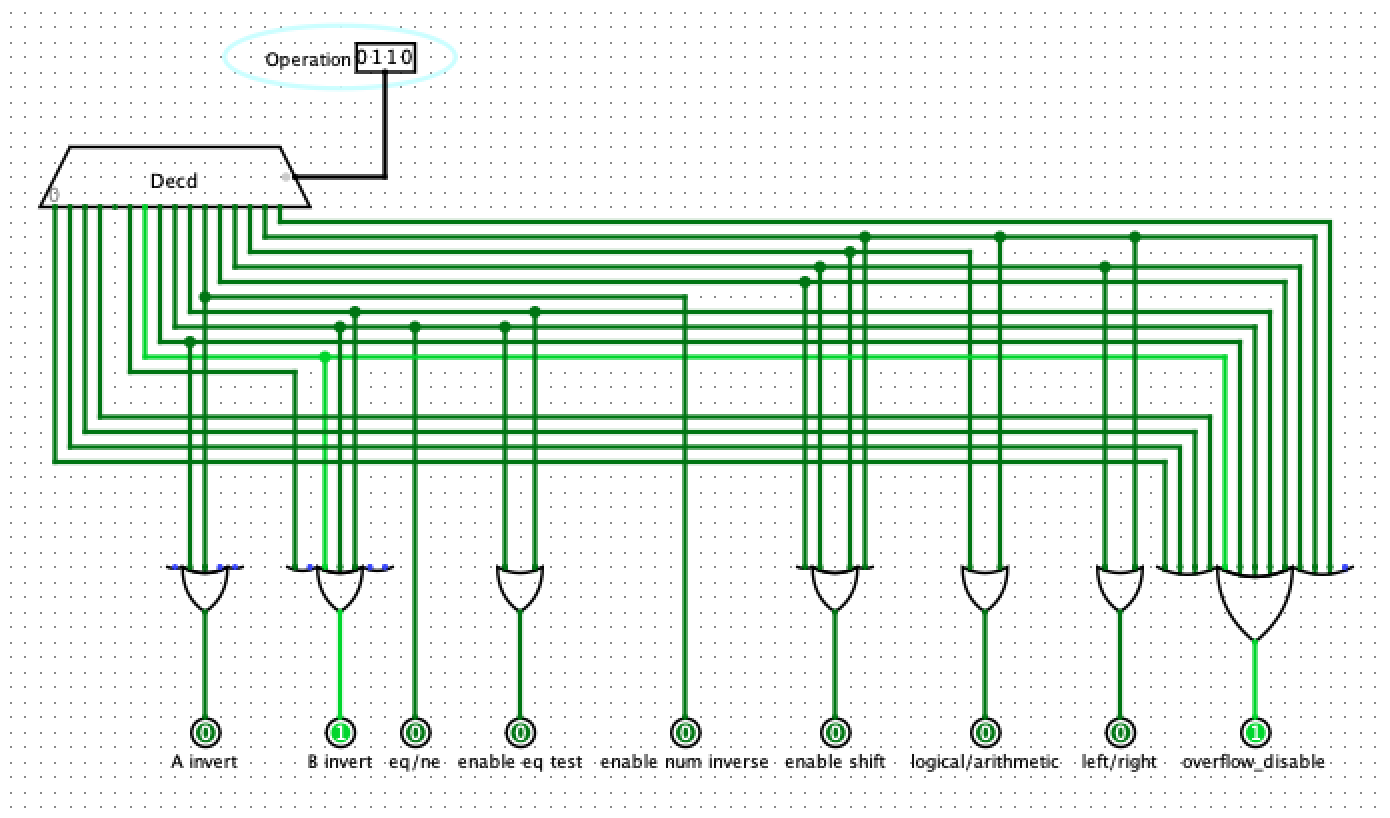 Operation 0110
Decd
0
0 1 0 0 0 0 0 0 1
A invert B invert eq/ne enable eq test enable num inverse enable shift logical/arithmetic left/right overflow_disable